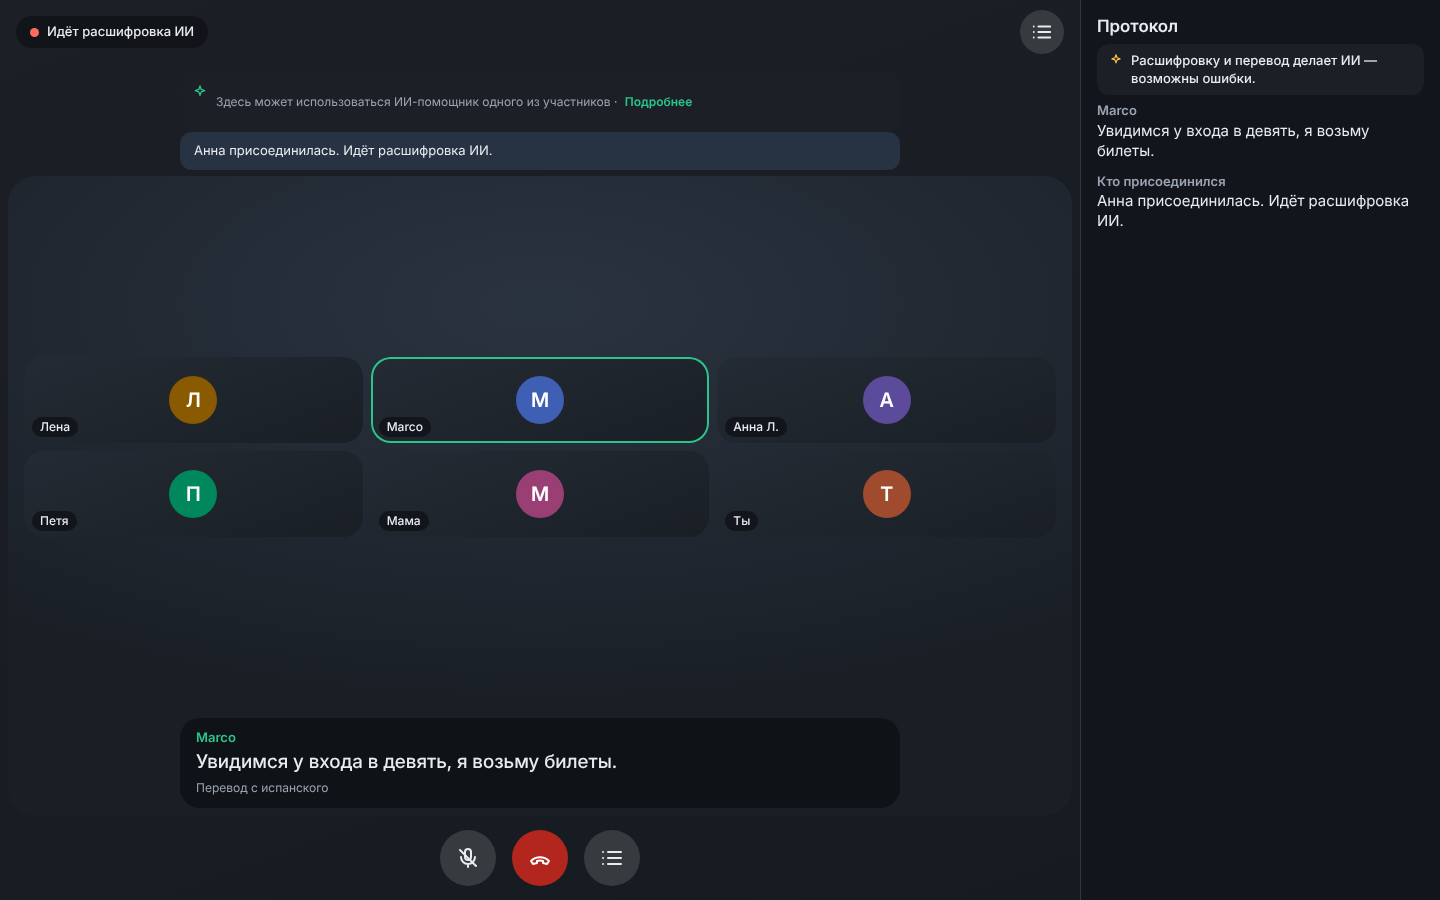 Идёт расшифровка ИИ
Здесь может использоваться ИИ-помощник одного из участников · Подробнее
Анна присоединилась. Идёт расшифровка ИИ.
Л
Лена
М
Marco
А
Анна Л.
П
Петя
М
Мама
Т
Ты
Marco
Увидимся у входа в девять, я возьму билеты.
Перевод с испанского
Протокол
Расшифровку и перевод делает ИИ —
возможны ошибки.
Marco
Увидимся у входа в девять, я возьму
билеты.
Кто присоединился
Анна присоединилась. Идёт расшифровка
ИИ.